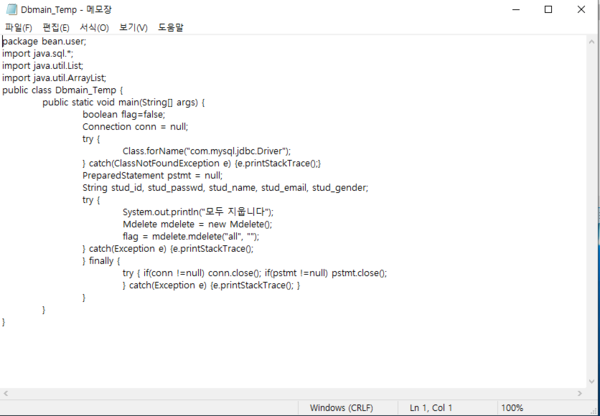 Dbmain_Temp - 메모장
파일(F) 편집(E) 서식(O) 보기(V) 도움말
package bean.user;
import java.sql.*;
import java.util.List;
import java.util.ArrayList;
public class Dbmain_Temp {
public static void main(String[] args) {
boolean flag=false;
Connection conn = null;
try {
Class.forName("com.mysql.jdbc.Driver");
} catch(ClassNotFoundException e) {e.printStackTrace();}
PreparedStatement pstmt = null;
String stud_id, stud_passwd, stud_name, stud_email, stud_gender;
try {
System.out.println("모두 지웁니다");
Mdelete mdelete = new Mdelete();
flag = mdelete.mdelete("all", "");
} catch(Exception e) {e.printStackTrace();
} finally {
try { if(conn !=null) conn.close(); if(pstmt !=null) pstmt.close();
} catch(Exception e) {e.printStackTrace(); }
}
}
}
Windows (CRLF) Ln 1, Col 1 100%